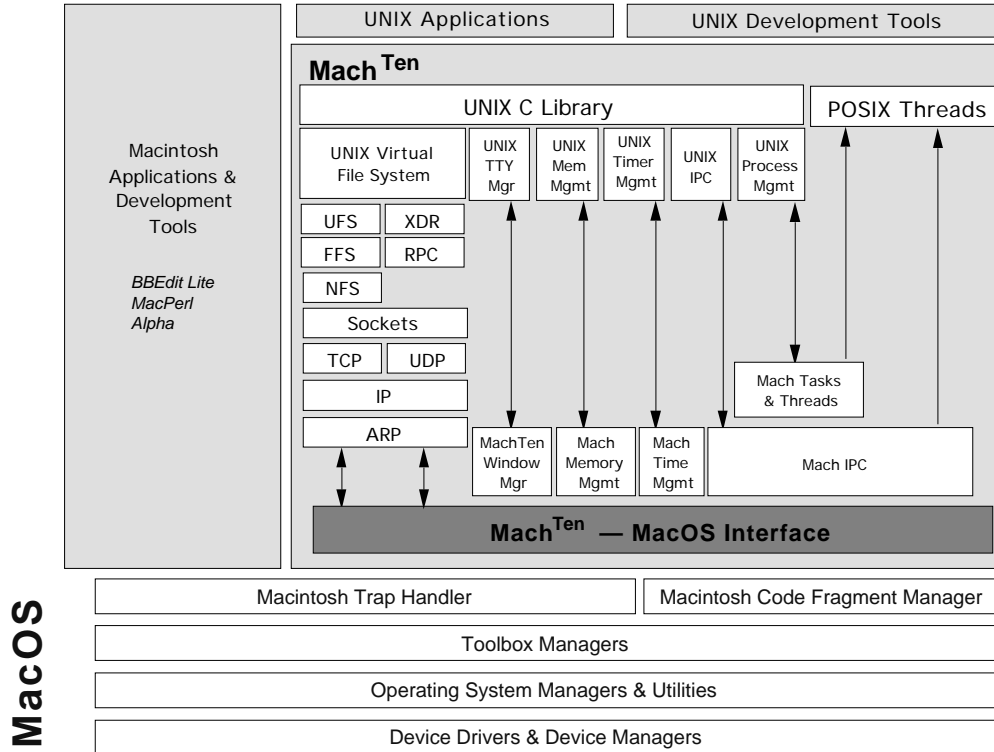 UNIX Applications
UNIX Development Tools
Macintosh
Applications &
Development
Tools
BBEdit Lite
MacPerl
Alpha
Mach Ten
UNIX C Library
POSIX Threads
UNIX Virtual
File System
UNIX
TTY
Mgr
UNIX
Mem
Mgmt
UNIX
Timer
Mgmt
UNIX
IPC
UNIX
Process
Mgmt
UFS
XDR
FFS
RPC
NFS
Sockets
TCP
UDP
IP
ARP
Mach Tasks
& Threads
MachTen
Window
Mgr
Mach
Memory
Mgmt
Mach
Time
Mgmt
Mach IPC
Mach Ten — MacOS Interface
MacOS
Macintosh Trap Handler
Macintosh Code Fragment Manager
Toolbox Managers
Operating System Managers & Utilities
Device Drivers & Device Managers